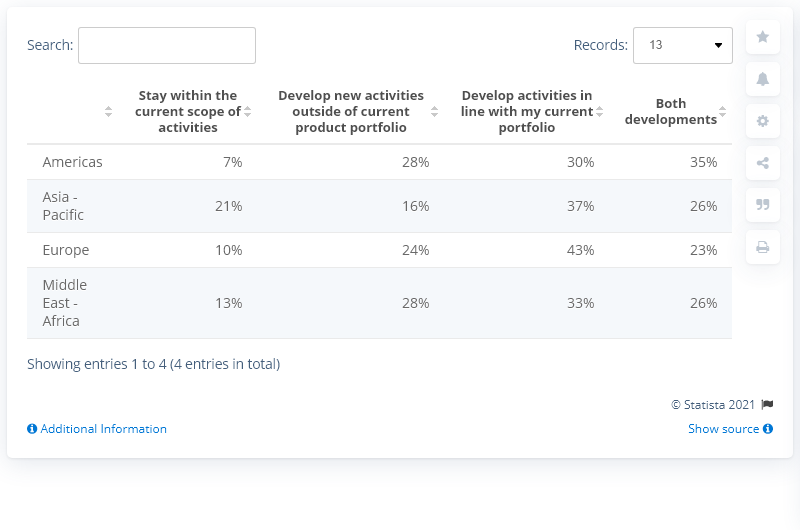 Search:
Records: 13
Stay within the current scope of activities
Develop new activities outside of current product portfolio
Develop activities in line with my current portfolio
Both developments
Americas 7% 28% 30% 35%
Asia - Pacific 21% 16% 37% 26%
Europe 10% 24% 43% 23%
Middle East - Africa 13% 28% 33% 26%
Showing entries 1 to 4 (4 entries in total)
© Statista 2021
Additional Information
Show source